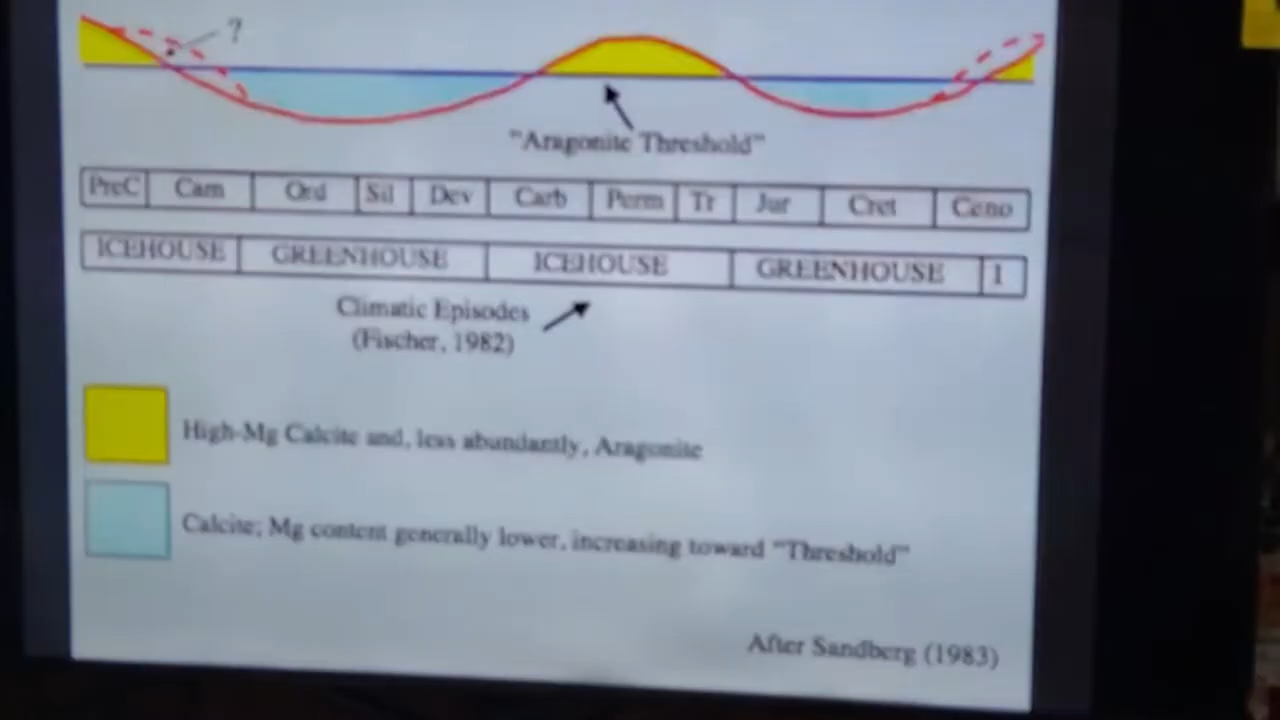 ?
"Aragonite Threshold"
PreC Cam Ord Sil Dev Carb Perm Tr Jur Cret Ceno
ICEHOUSE GREENHOUSE ICEHOUSE GREENHOUSE I
Climatic Episodes
(Fischer, 1982)
High-Mg Calcite and, less abundantly, Aragonite
Calcite; Mg content generally lower, increasing toward "Threshold"
After Sandberg (1983)